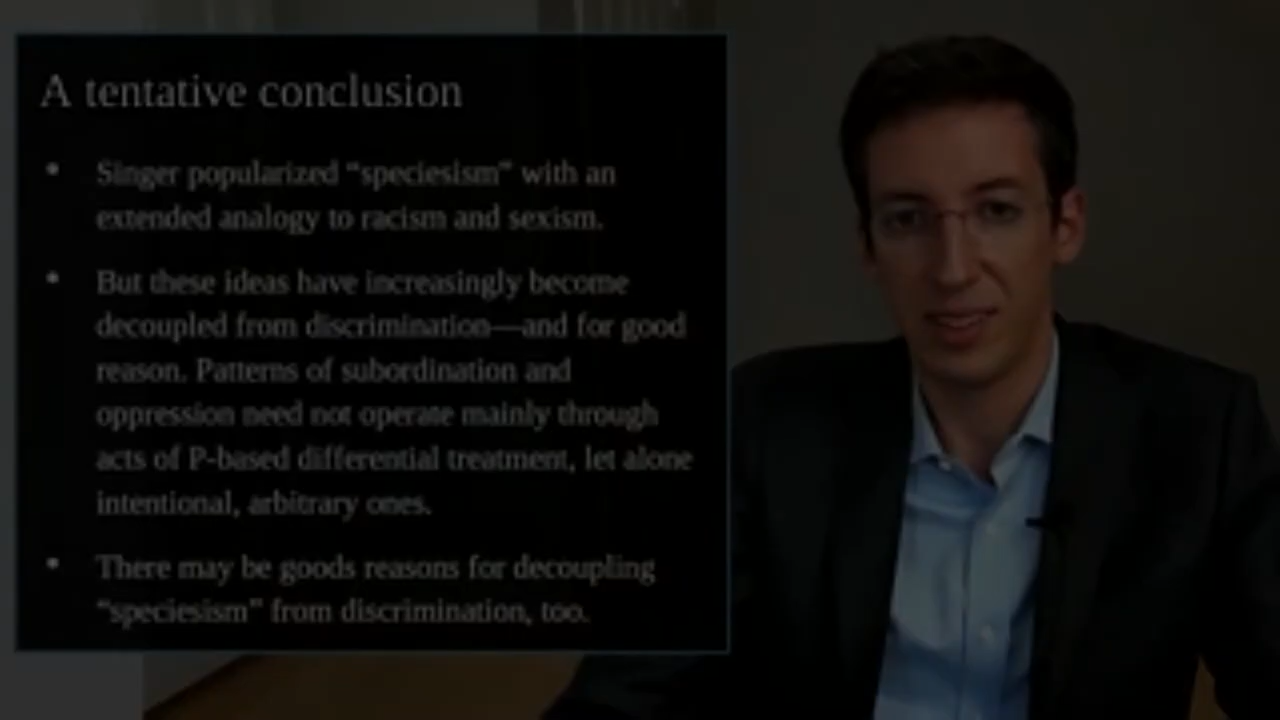 A tentative conclusion
• Singer popularized “speciesism” with an
extended analogy to racism and sexism.
• But these ideas have increasingly become
decoupled from discrimination—and for good
reason. Patterns of subordination and
oppression need not operate mainly through
acts of P-based differential treatment, let alone
intentional, arbitrary ones.
• There may be goods reasons for decoupling
“speciesism” from discrimination, too.